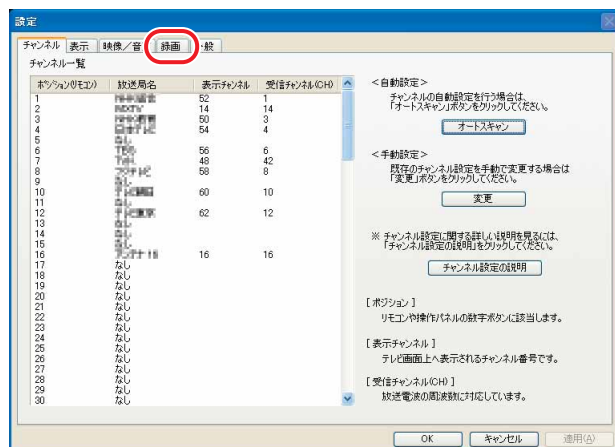 設定
チャンネル 表示 映像／音 録画 一般
チャンネル一覧
ポジション(リモコン) 放送局名 表示チャンネル 受信チャンネル(CH)
1 52 1
2 14 14
3 50 3
4 54 4
5 なし
6 56 6
7 48 42
8 58 8
9 なし
10 60 10
11 なし
12 62 12
13 なし
14 なし
15 なし
16 16 16
17 なし
18 なし
19 なし
20 なし
21 なし
22 なし
23 なし
24 なし
25 なし
26 なし
27 なし
28 なし
29 なし
30 なし
＜自動設定＞
チャンネルの自動設定を行う場合は、
「オートスキャン」ボタンをクリックしてください。
オートスキャン
＜手動設定＞
既存のチャンネル設定を手動で変更する場合は
「変更」ボタンをクリックしてください。
変更
※ チャンネル設定に関する詳しい説明を見るには、
「チャンネル設定の説明」をクリックしてください。
チャンネル設定の説明
[ ポジション ]
リモコンや操作パネルの数字ボタンに該当します。
[ 表示チャンネル ]
テレビ画面上へ表示されるチャンネル番号です。
[ 受信チャンネル(CH) ]
放送電波の周波数に対応しています。
OK キャンセル 適用(A)